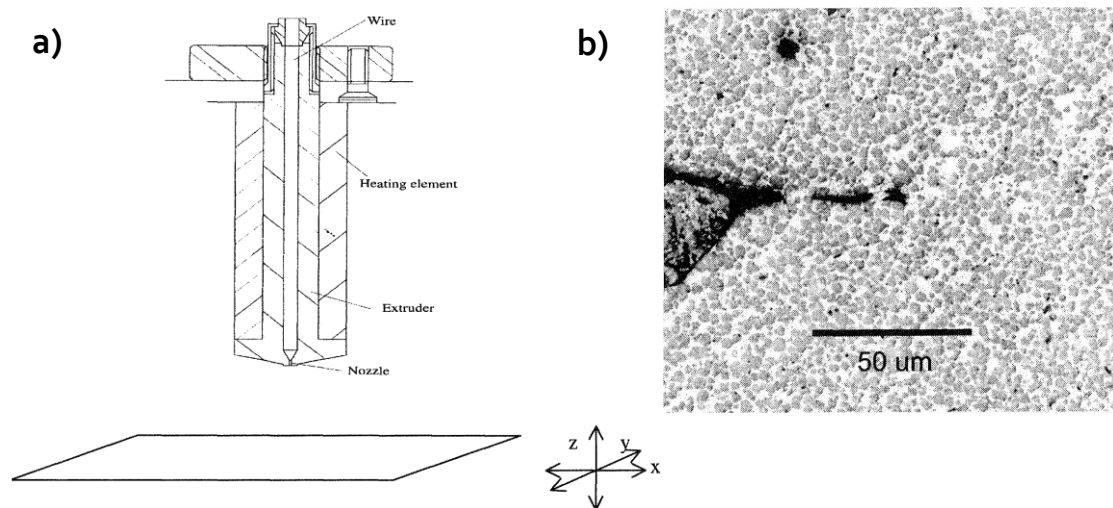 a)
Wire
Heating element
Extruder
Nozzle
z
y
x
b)
50 um